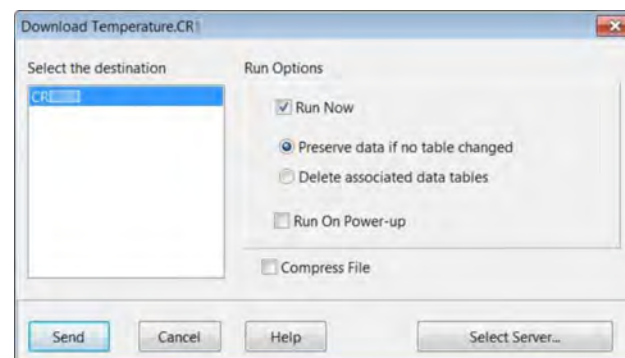 Download Temperature.CR1
Select the destination
CR
Run Options
Run Now
Preserve data if no table changed
Delete associated data tables
Run On Power-up
Compress File
Send
Cancel
Help
Select Server...